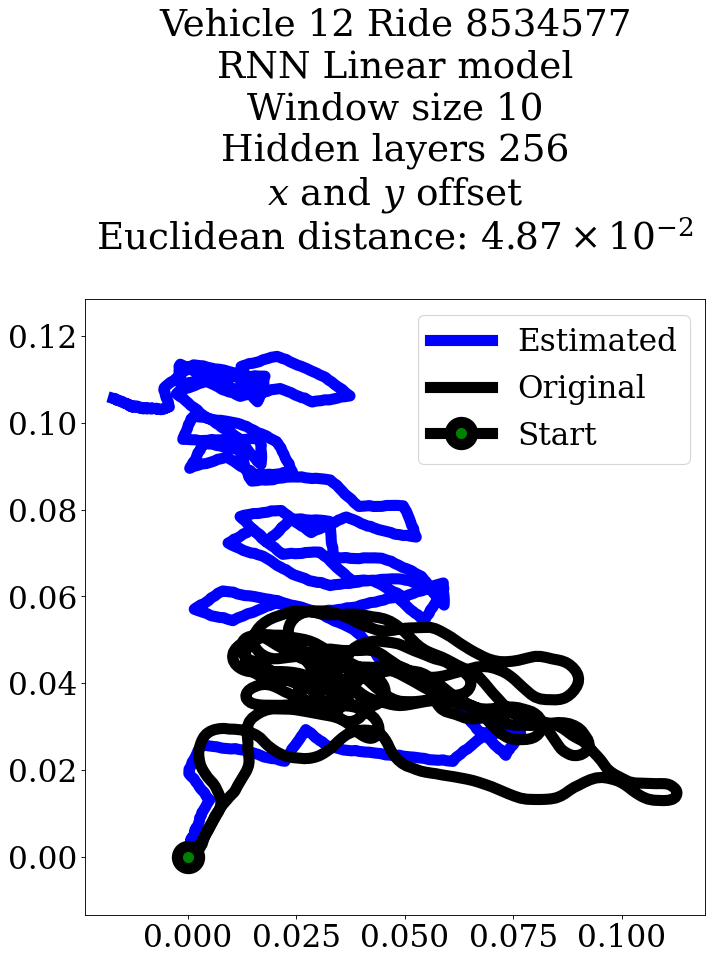 Vehicle 12 Ride 8534577
RNN Linear model
Window size 10
Hidden layers 256
x and y offset
Euclidean distance: 4.87 × 10⁻²
Estimated
Original
Start
0.12
0.10
0.08
0.06
0.04
0.02
0.00
0.000 0.025 0.050 0.075 0.100